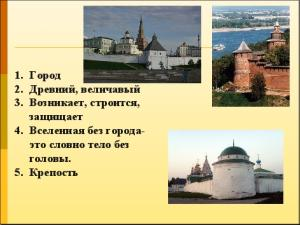 1. Город
2. Древний, величавый
3. Возникает, строится,
защищает
4. Вселенная без города-
это словно тело без
головы.
5. Крепость